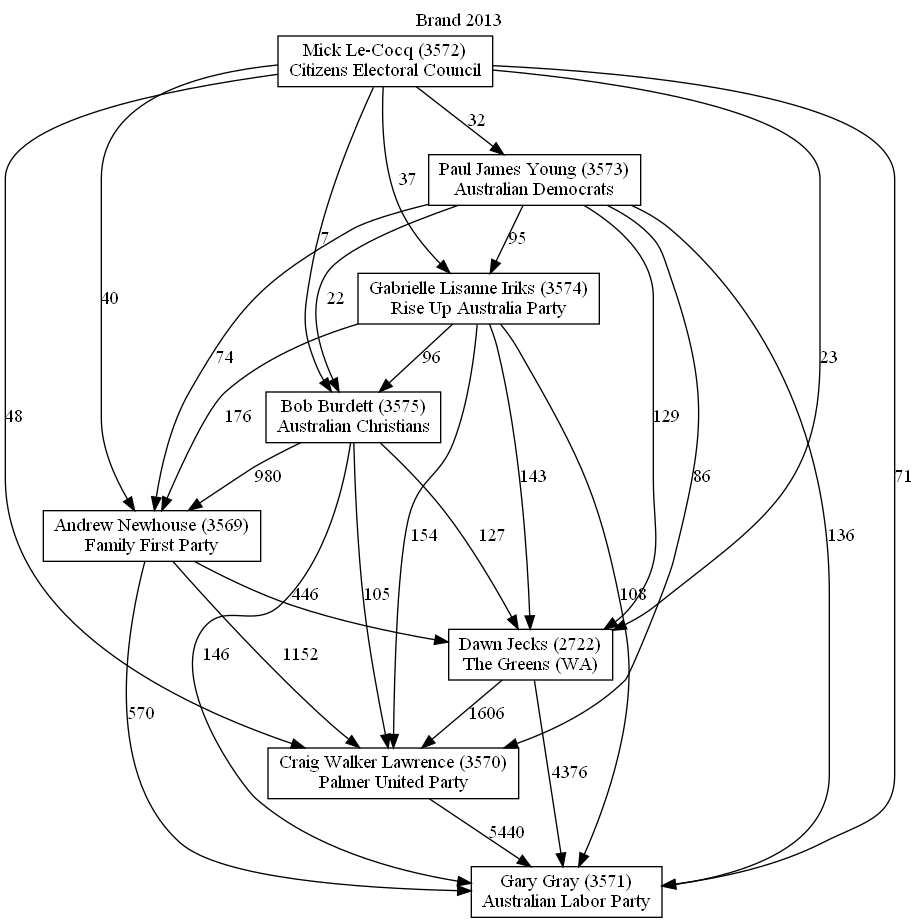 Brand 2013
Mick Le-Cocq (3572)
Citizens Electoral Council
32
Paul James Young (3573)
Australian Democrats
37
7
95
Gabrielle Lisanne Iriks (3574)
Rise Up Australia Party
40
22
74
96
23
176
Bob Burdett (3575)
Australian Christians
48
129
980
143
86
71
Andrew Newhouse (3569)
Family First Party
154
127
136
446
105
108
Dawn Jecks (2722)
The Greens (WA)
146
1152
570
1606
Craig Walker Lawrence (3570)
Palmer United Party
4376
5440
Gary Gray (3571)
Australian Labor Party